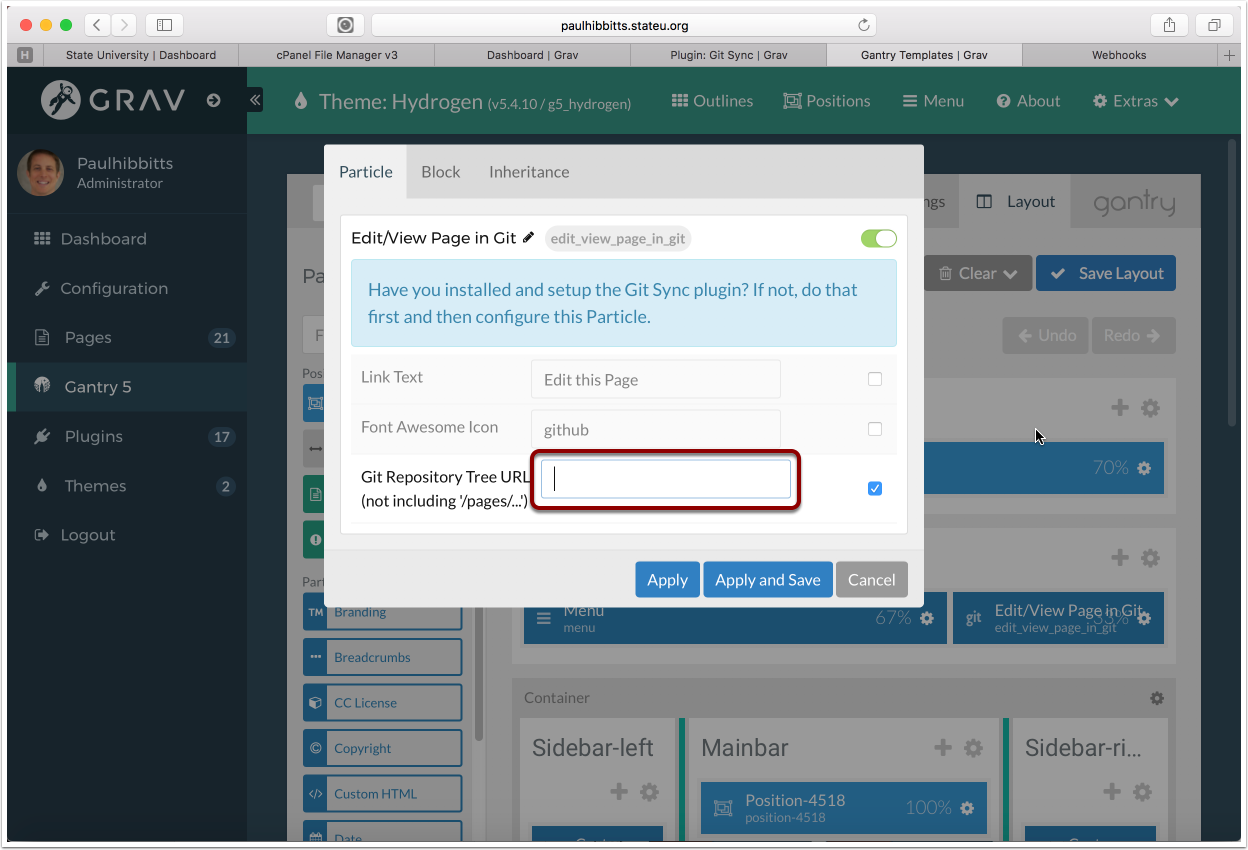 paulhibbitts.stateu.org
H
State University | Dashboard
cPanel File Manager v3
Dashboard | Grav
Plugin: Git Sync | Grav
Gantry Templates | Grav
Webhooks
GRAV
Theme: Hydrogen (v5.4.10 / g5_hydrogen)
Outlines
Positions
Menu
About
Extras
Paulhibbitts
Administrator
Dashboard
Configuration
Pages 21
Gantry 5
Plugins 17
Themes 2
Logout
Particle
Block
Inheritance
ngs
Layout
gantry
Edit/View Page in Git
edit_view_page_in_git
Have you installed and setup the Git Sync plugin? If not, do that
first and then configure this Particle.
Link Text
Edit this Page
Font Awesome Icon
github
Git Repository Tree URL
(not including '/pages/...')
Apply
Apply and Save
Cancel
Pa
Clear
Save Layout
F
Undo
Redo
Pos
70%
Part
TM Branding
Breadcrumbs
CC License
Copyright
Custom HTML
Date
Menu
menu
67%
git
Edit/View Page in Git
edit_view_page_in_git
33%
Container
Sidebar-left
Mainbar
Sidebar-ri...
Position-4518
position-4518
100%